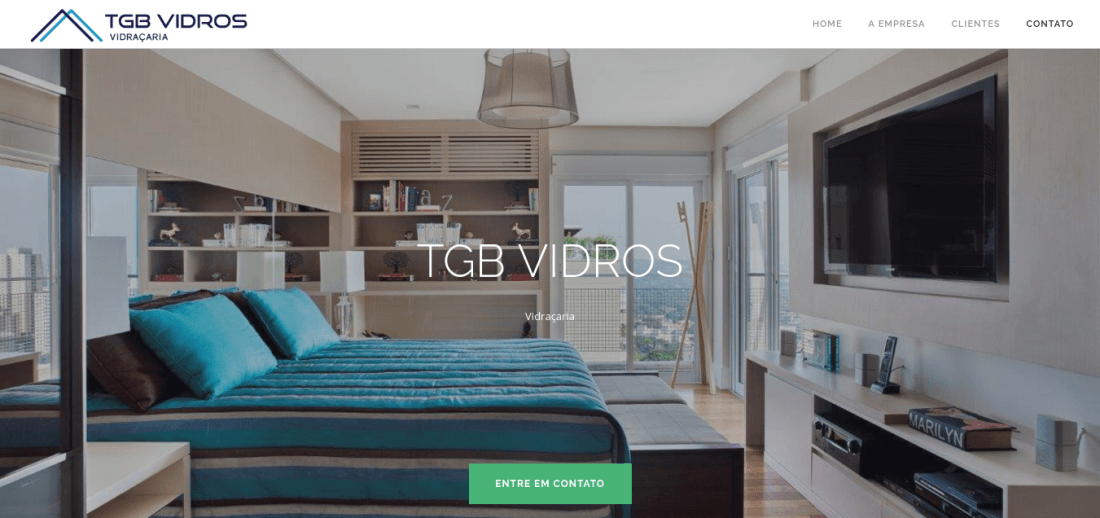 TGB VIDROS
VIDRAÇARIA
HOME A EMPRESA CLIENTES CONTATO
TGB VIDROS
Vidraçaria
MARILYN
ENTRE EM CONTATO